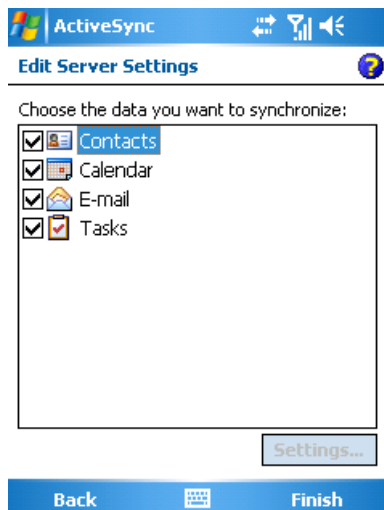 ActiveSync
Edit Server Settings
Choose the data you want to synchronize:
Contacts
Calendar
E-mail
Tasks
Settings...
Back Finish